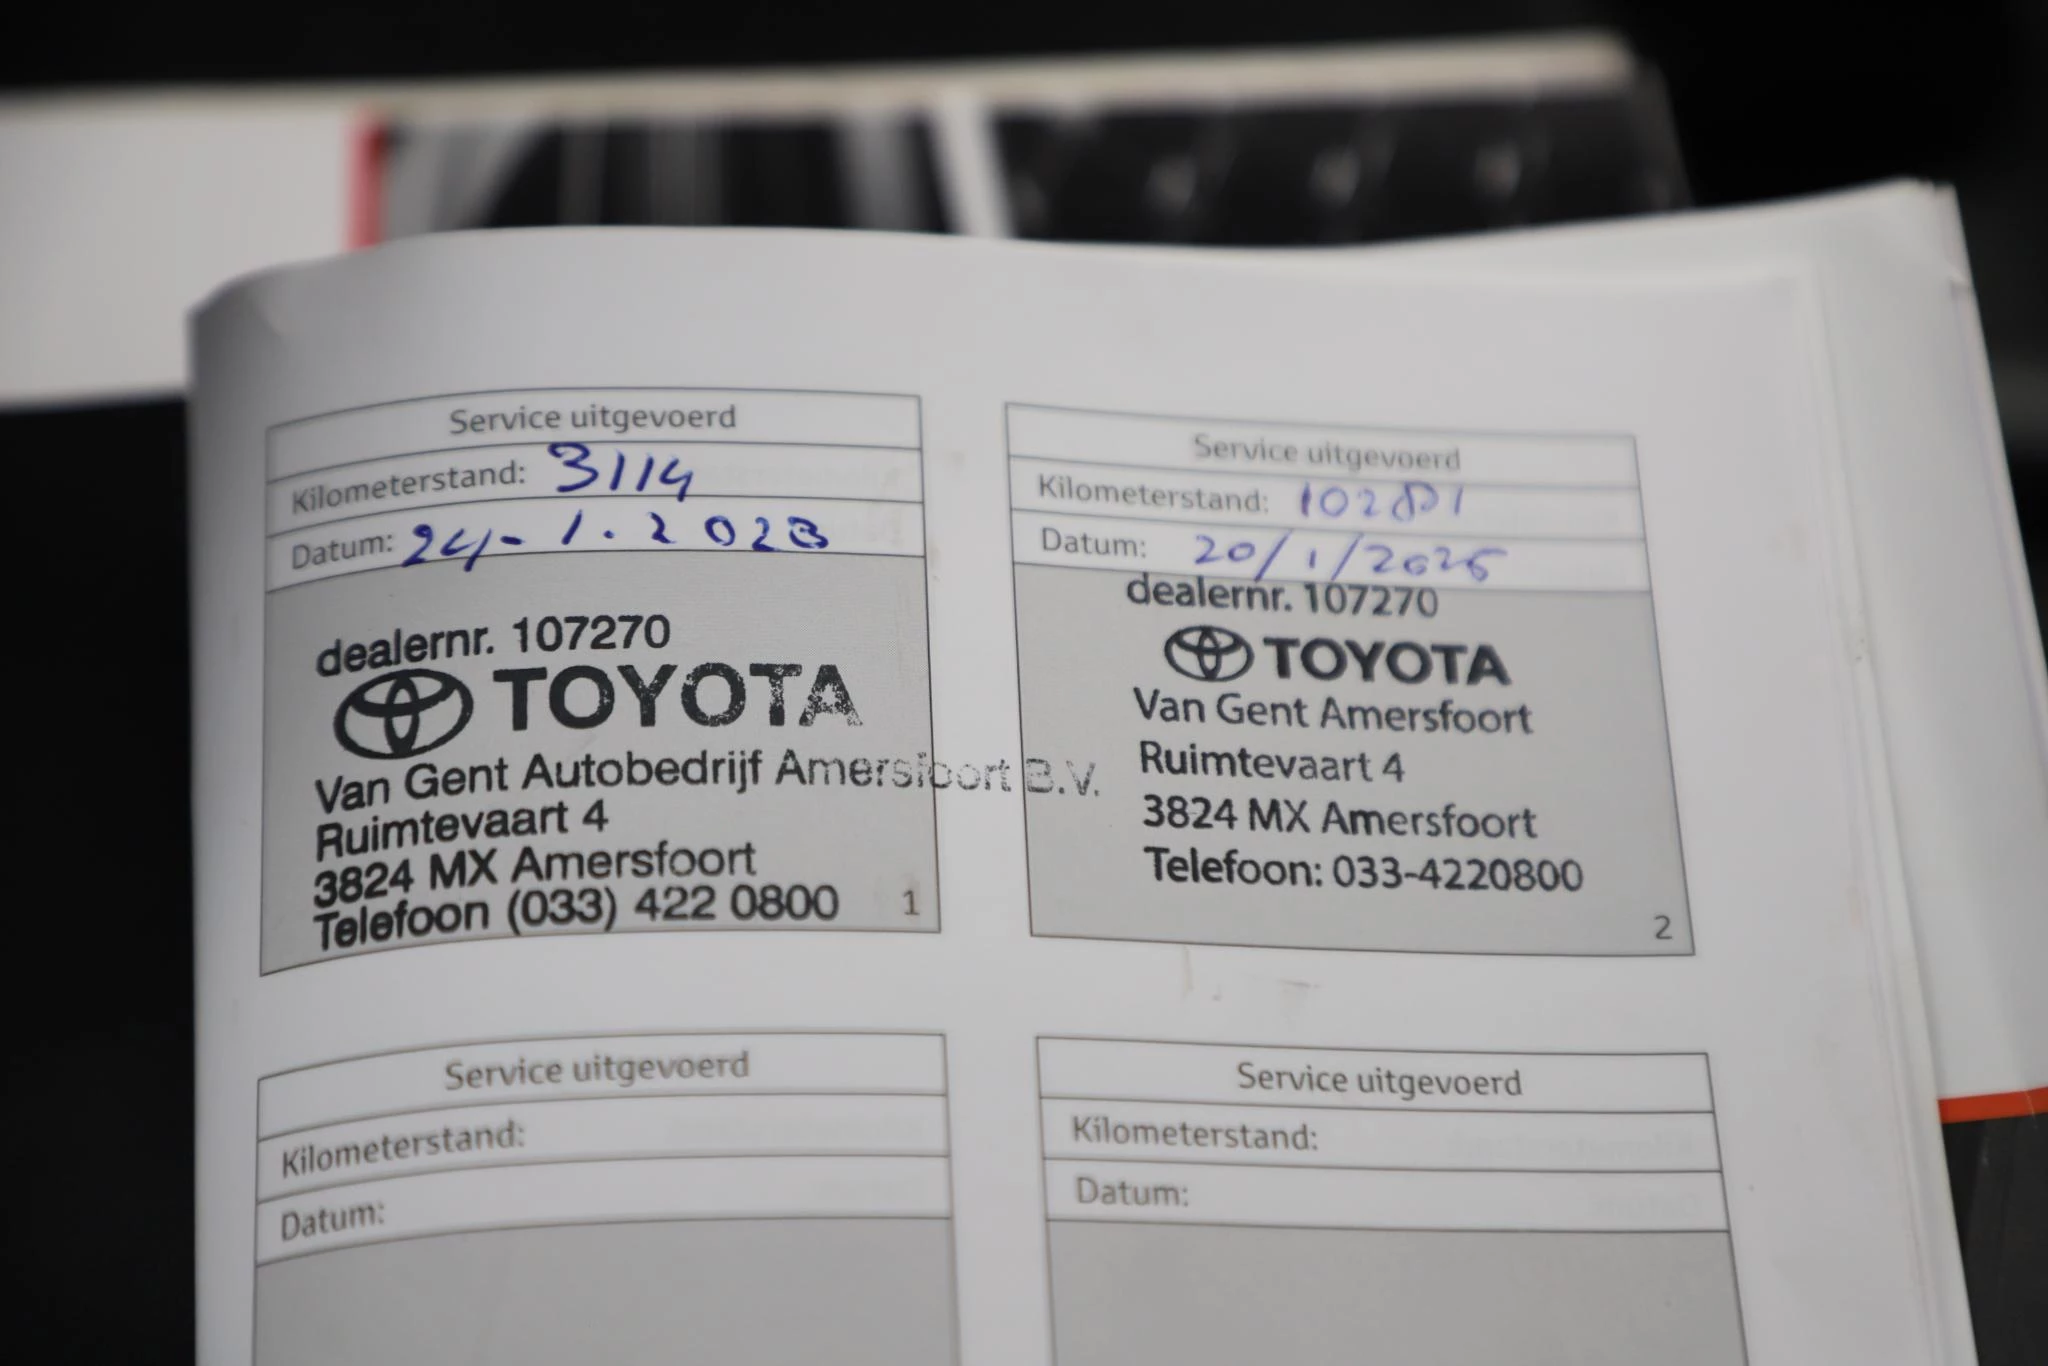 Service uitgevoerd
Kilometerstand: 3114
Datum: 24-1.2023
dealernr. 107270
TOYOTA
Van Gent Autobedrijf Amersfoort B.V.
Ruimtevaart 4
3824 MX Amersfoort
Telefoon (033) 422 0800
1
Service uitgevoerd
Kilometerstand: 10281
Datum: 20/1/2025
dealernr. 107270
TOYOTA
Van Gent Amersfoort
Ruimtevaart 4
3824 MX Amersfoort
Telefoon: 033-4220800
2
Service uitgevoerd
Kilometerstand:
Datum:
Service uitgevoerd
Kilometerstand:
Datum: